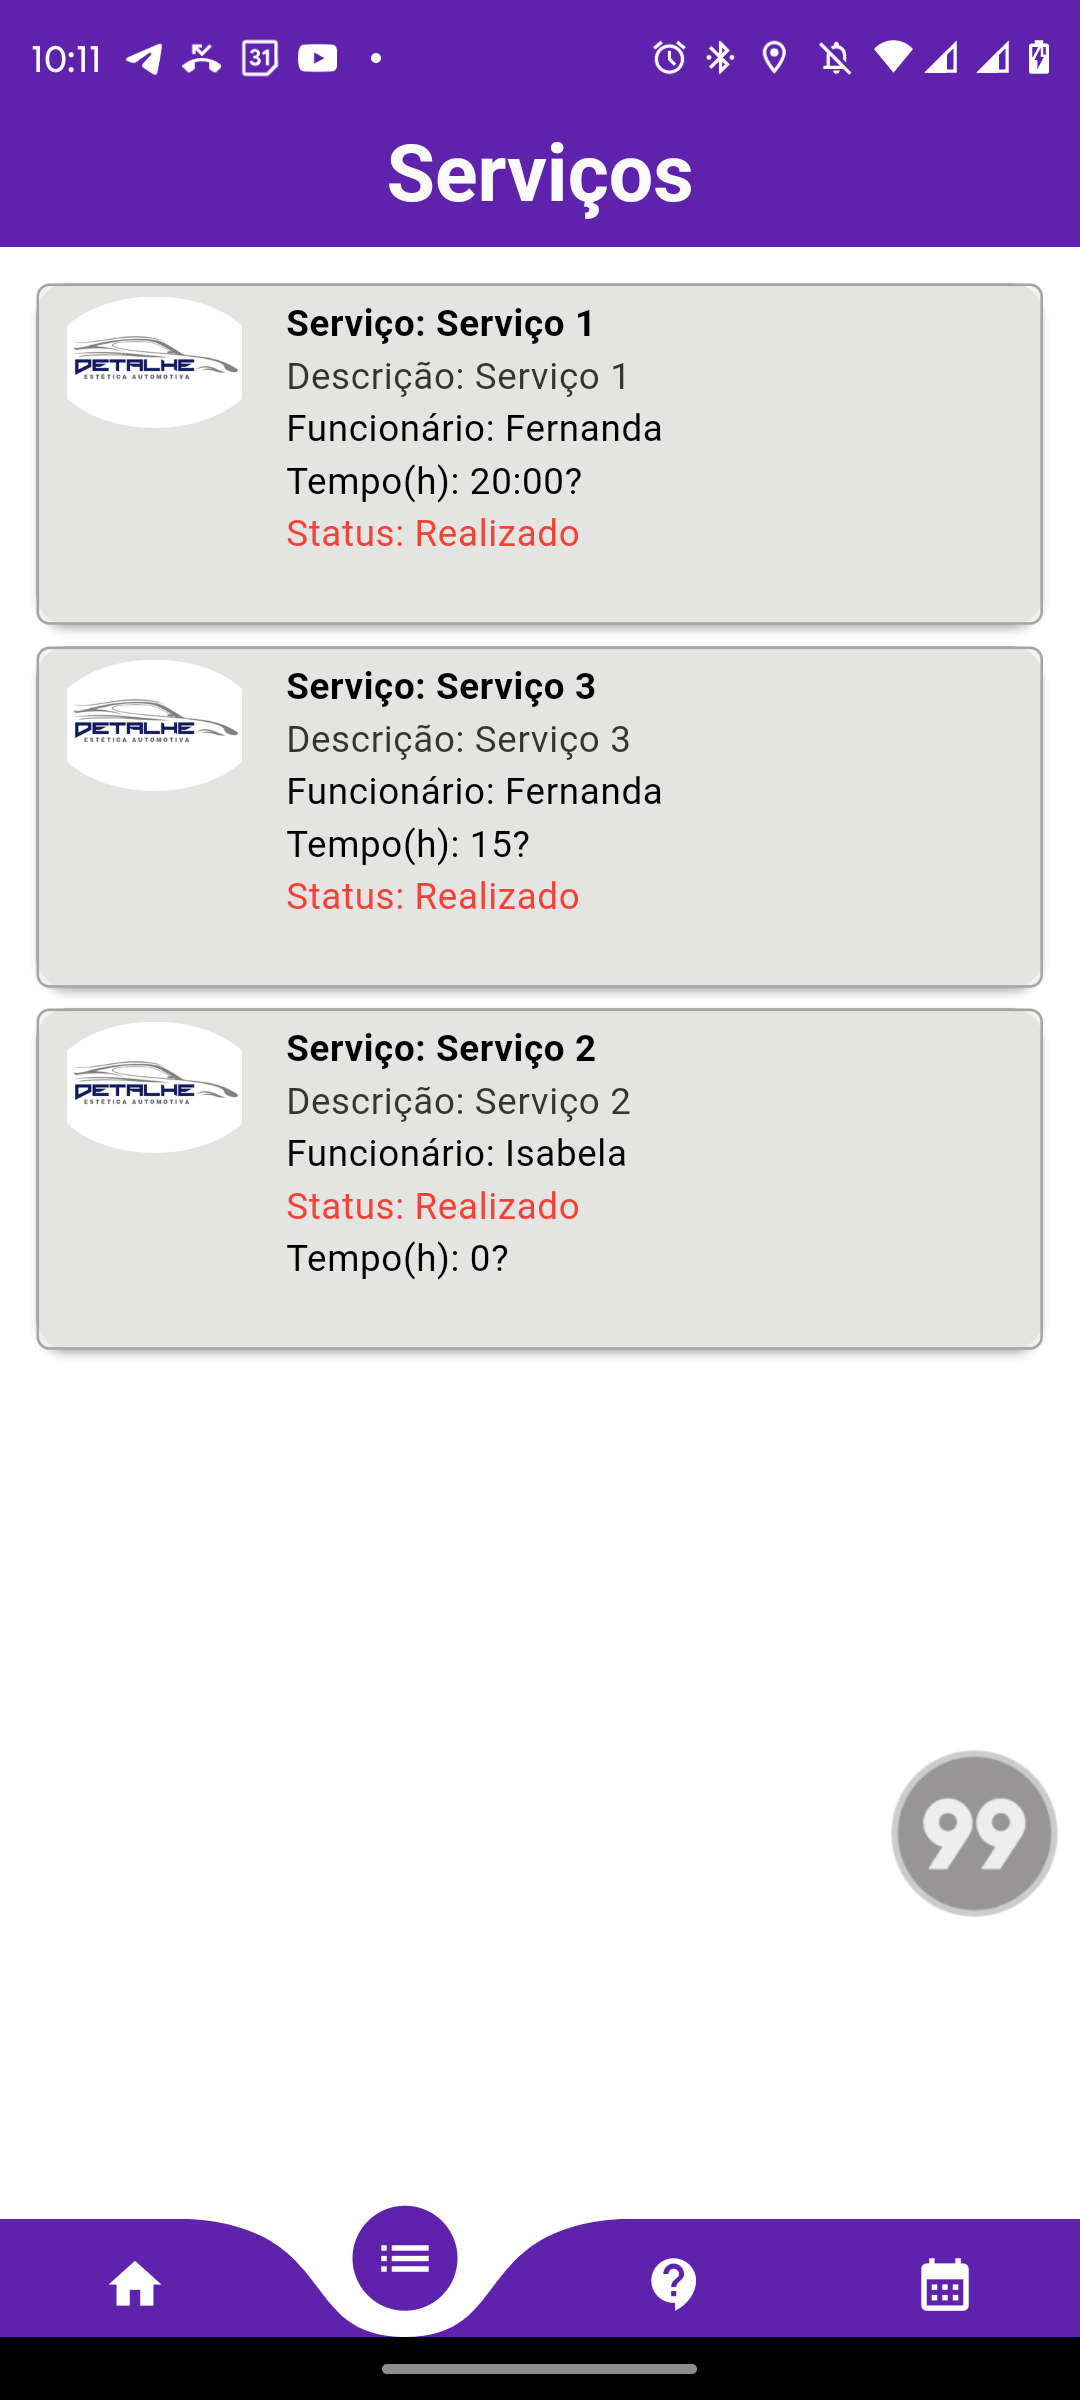 10:11
31
Serviços
DETALHE
ESTÉTICA AUTOMOTIVA
Serviço: Serviço 1
Descrição: Serviço 1
Funcionário: Fernanda
Tempo(h): 20:00?
Status: Realizado
DETALHE
ESTÉTICA AUTOMOTIVA
Serviço: Serviço 3
Descrição: Serviço 3
Funcionário: Fernanda
Tempo(h): 15?
Status: Realizado
DETALHE
ESTÉTICA AUTOMOTIVA
Serviço: Serviço 2
Descrição: Serviço 2
Funcionário: Isabela
Status: Realizado
Tempo(h): 0?
99